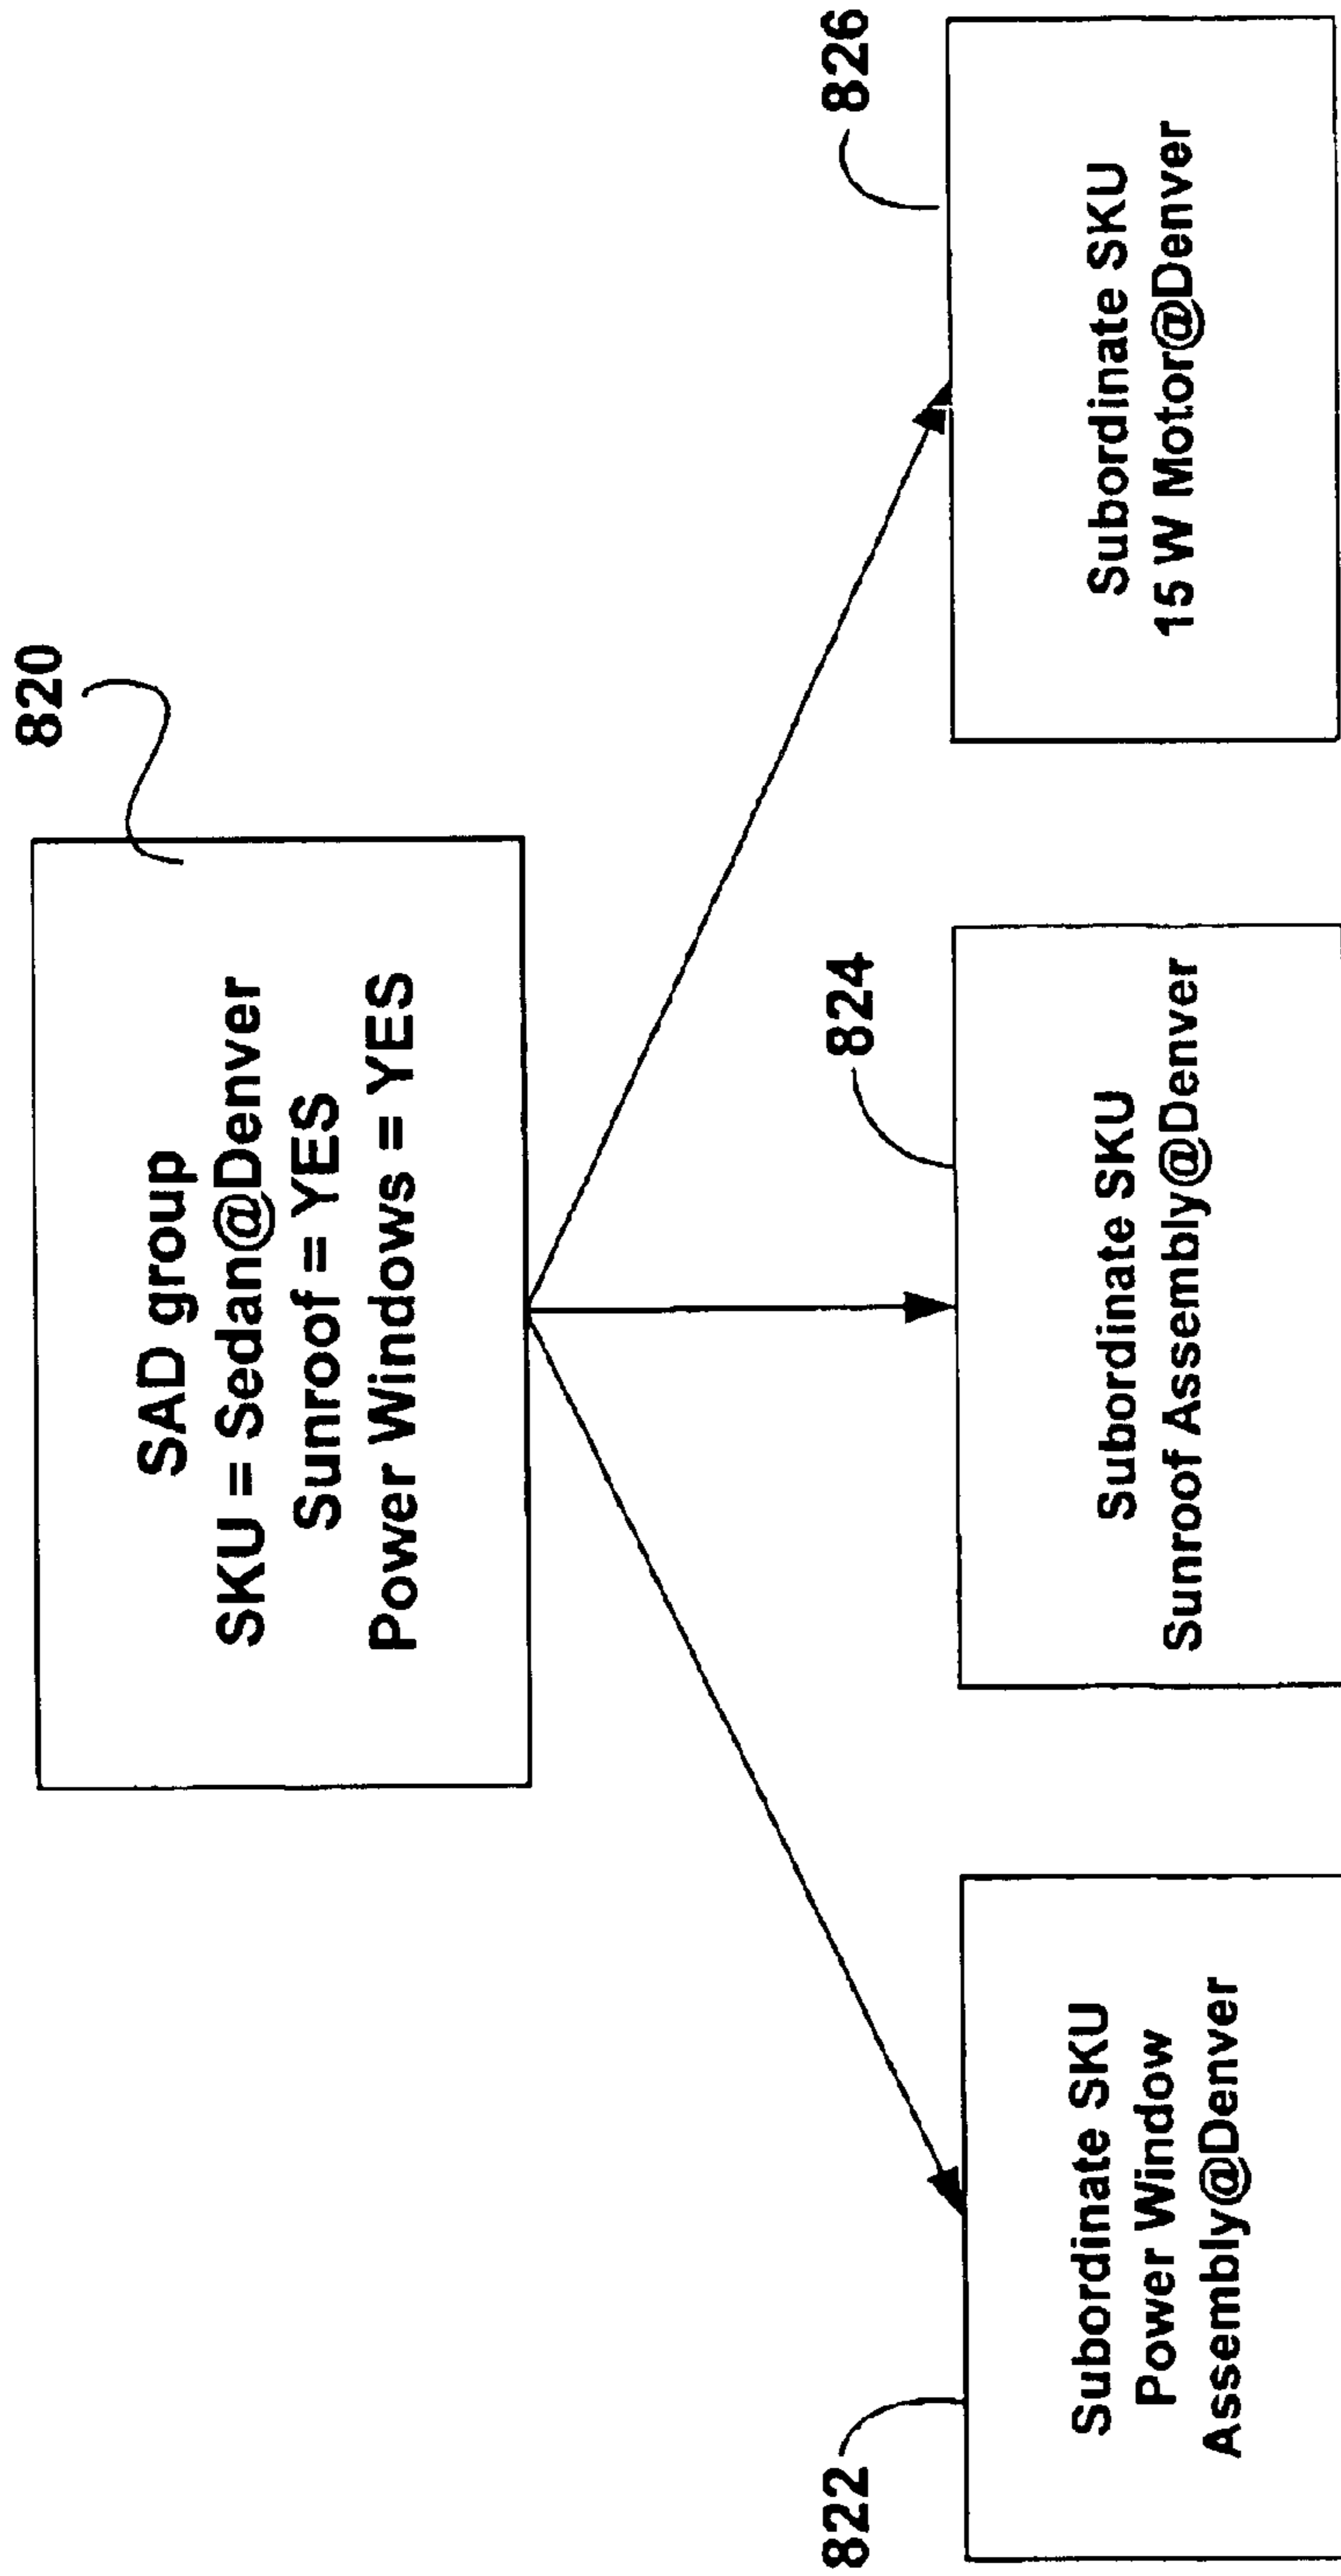 820
SAD group
SKU = Sedan@Denver
Sunroof = YES
Power Windows = YES
822
Subordinate SKU
Power Window
Assembly@Denver
824
Subordinate SKU
Sunroof Assembly@Denver
826
Subordinate SKU
15 W Motor@Denver